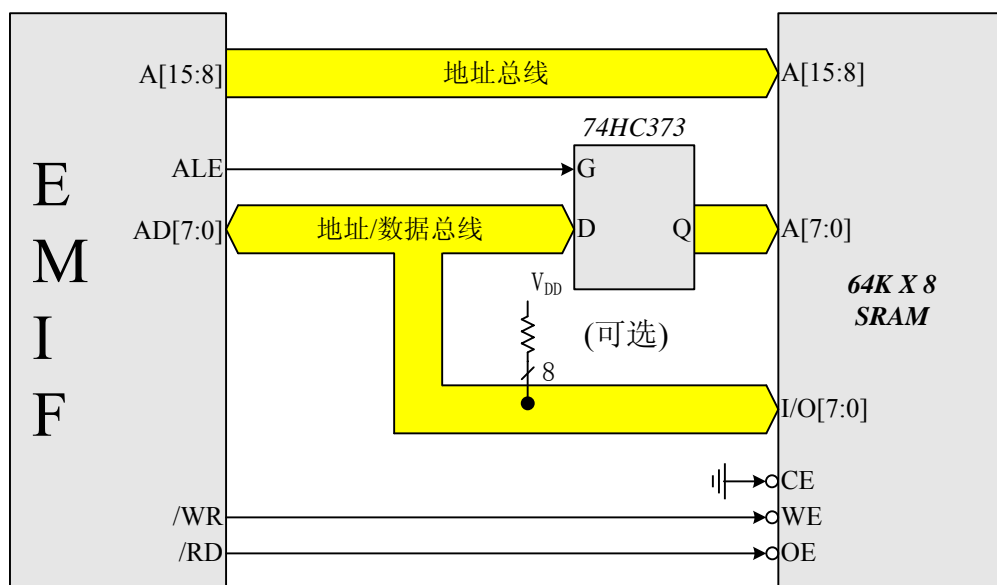 EMIF
A[15:8]
地址总线
A[15:8]
74HC373
ALE
G
AD[7:0]
地址/数据总线
D
Q
A[7:0]
VDD
(可选)
8
64K X 8
SRAM
I/O[7:0]
CE
/WR
WE
/RD
OE